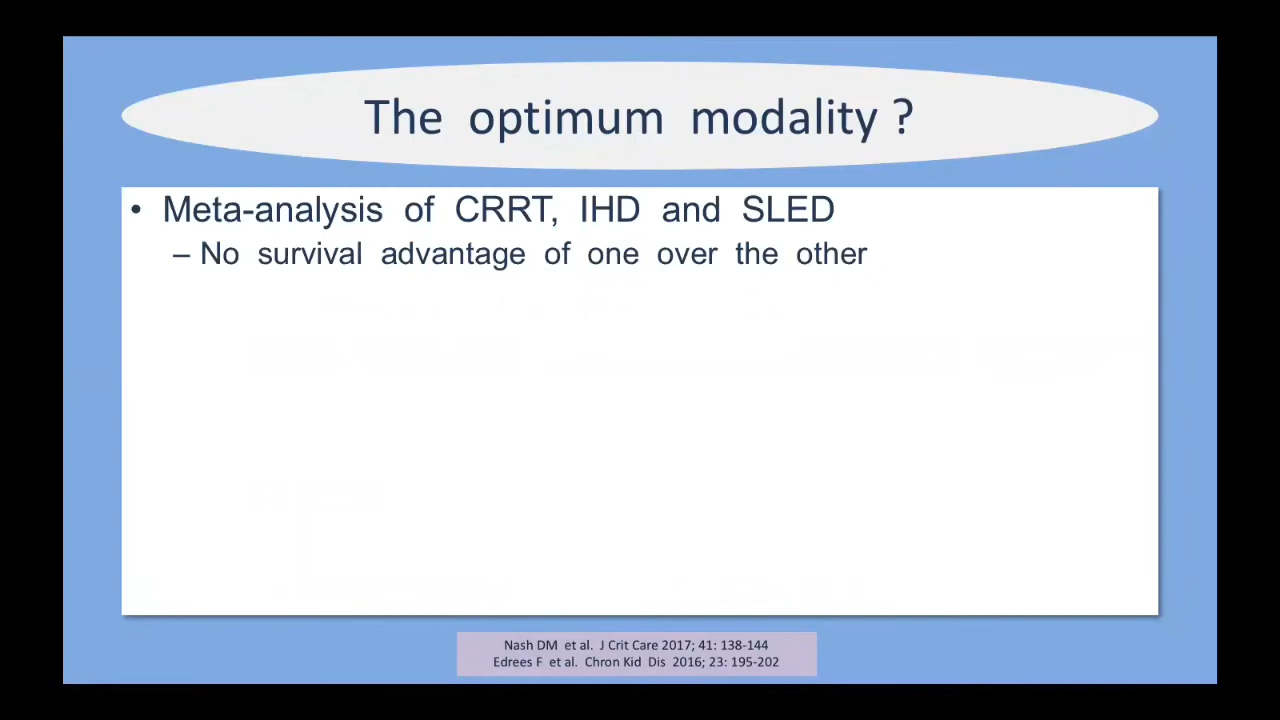 The optimum modality ?
• Meta-analysis of CRRT, IHD and SLED
– No survival advantage of one over the other
Nash DM et al. J Crit Care 2017; 41: 138-144
Edrees F et al. Chron Kid Dis 2016; 23: 195-202